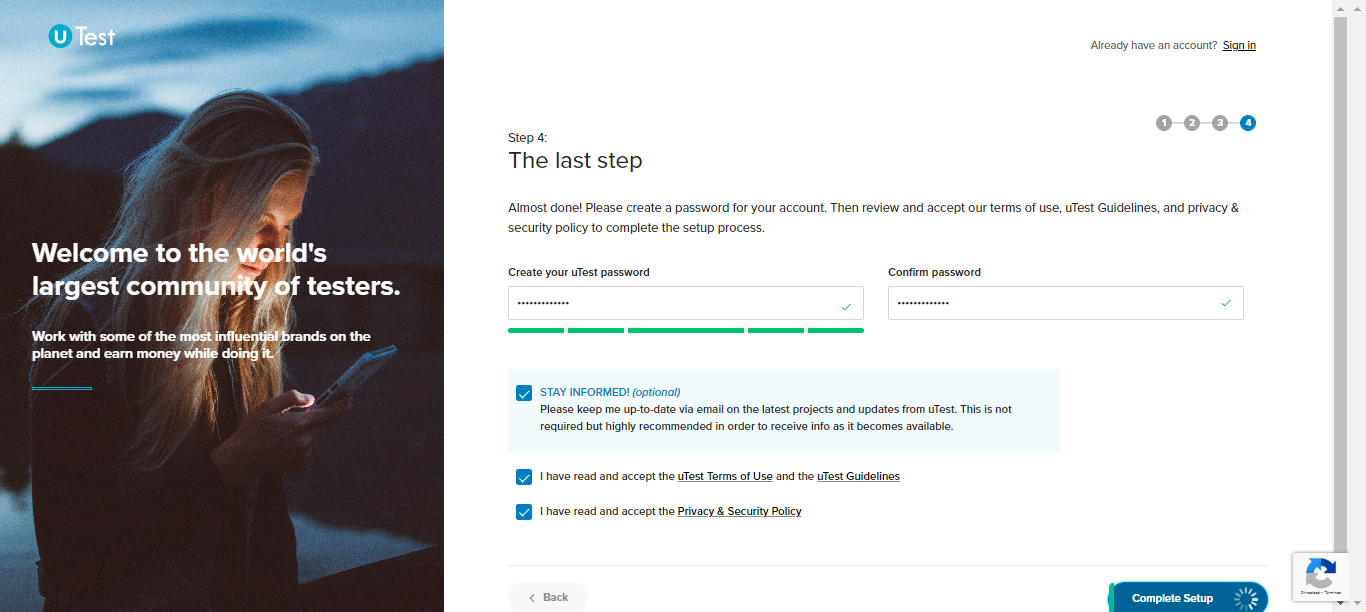 U Test
Already have an account? Sign in
1 2 3 4
Step 4:
The last step
Almost done! Please create a password for your account. Then review and accept our terms of use, uTest Guidelines, and privacy &
security policy to complete the setup process.
Welcome to the world's
largest community of testers.
Work with some of the most influential brands on the
planet and earn money while doing it.
Create your uTest password
Confirm password
•••••••••••••
•••••••••••••
STAY INFORMED! (optional)
Please keep me up-to-date via email on the latest projects and updates from uTest. This is not
required but highly recommended in order to receive info as it becomes available.
I have read and accept the uTest Terms of Use and the uTest Guidelines
I have read and accept the Privacy & Security Policy
Back
Complete Setup